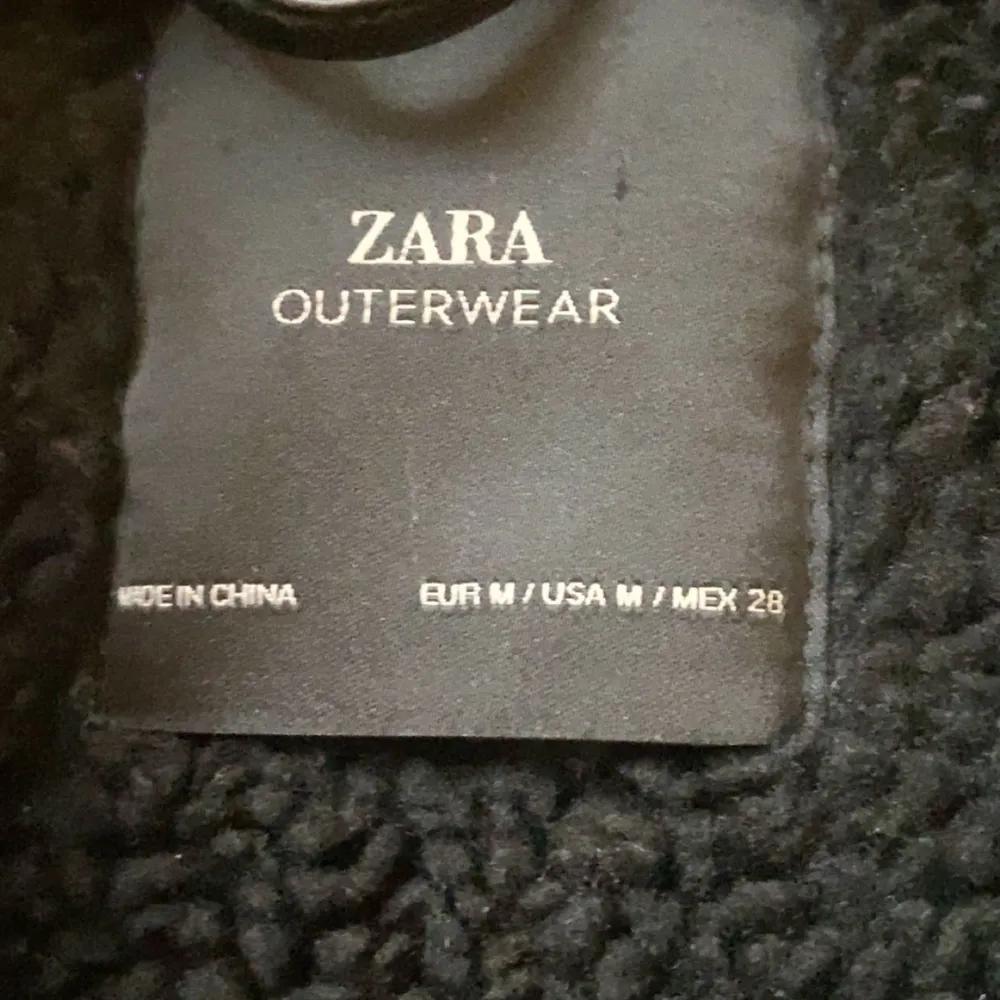 ZARA
OUTERWEAR
MADE IN CHINA EUR M / USA M / MEX 28